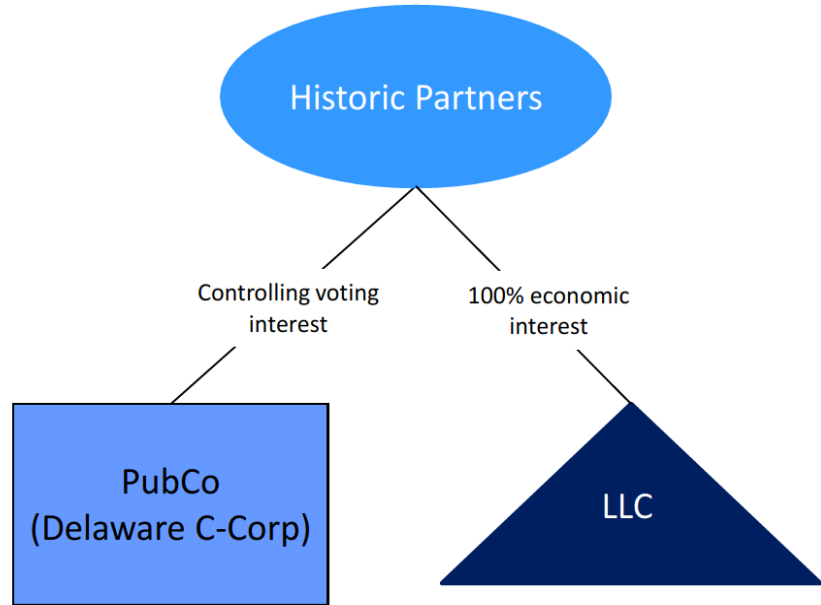 Historic Partners
Controlling voting
interest
100% economic
interest
PubCo
(Delaware C-Corp)
LLC